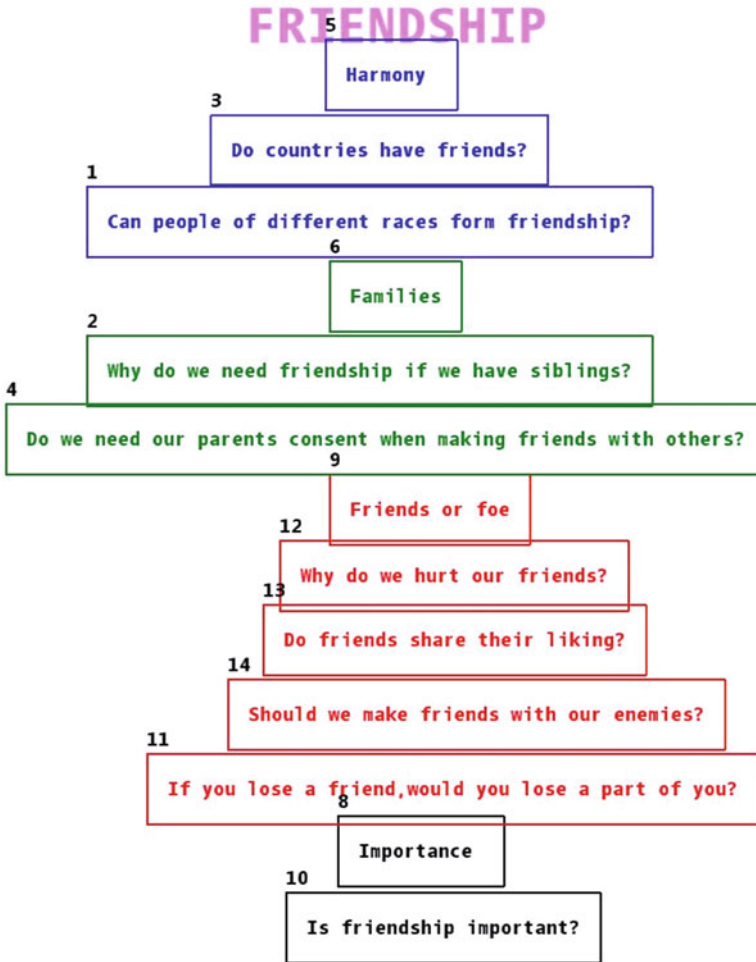 FRIENDSHIP
5
Harmony
3
Do countries have friends?
1
Can people of different races form friendship?
6
Families
2
Why do we need friendship if we have siblings?
4
Do we need our parents consent when making friends with others?
9
Friends or foe
12
Why do we hurt our friends?
13
Do friends share their liking?
14
Should we make friends with our enemies?
11
If you lose a friend,would you lose a part of you?
8
Importance
10
Is friendship important?